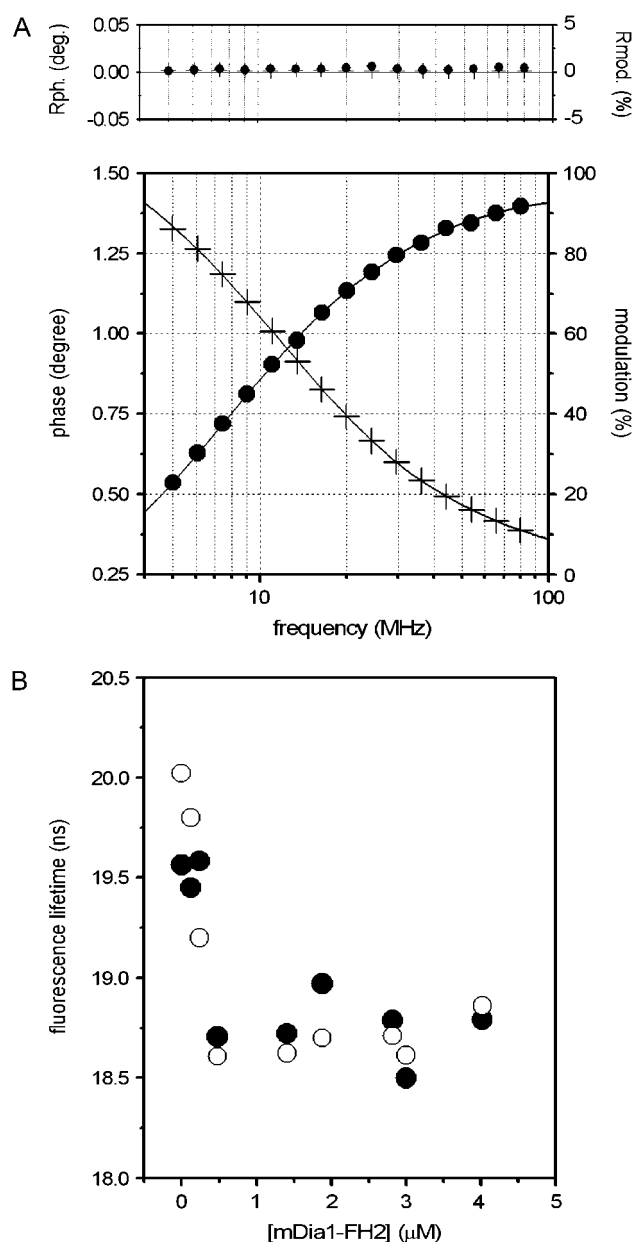 A
Rph. (deg.)
0.05
0.00
-0.05
5
0
-5
Rmod. (%)
phase (degree)
1.50
1.25
1.00
0.75
0.50
0.25
100
80
60
40
20
0
modulation (%)
10
100
frequency (MHz)
B
fluorescence lifetime (ns)
20.5
20.0
19.5
19.0
18.5
18.0
0 1 2 3 4 5
[mDia1-FH2] (μM)